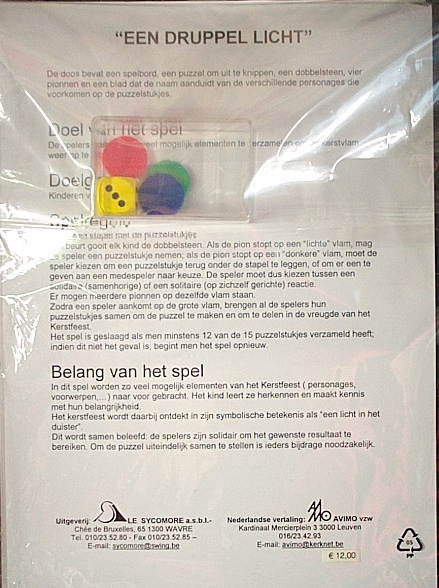 “EEN DRUPPEL LICHT”
De doos bevat een spelbord, een puzzel om uit te knippen, een dobbelsteen, vier
pionnen en een blad dat de naam aanduidt van de verschillende personages die
voorkomen op de puzzelstukjes.
Doel van het spel
De spelers mogelijk elementen te erzamelen kerstvlam
weer op te
Doelg
Kinderen v
Spelregels
een stapel met de puzzelstukjes
beurt gooit elk kind de dobbelsteen. Als de pion stopt op een "lichte" vlam, mag
de speler een puzzelstukje nemen; als de pion stopt op een "donkere" vlam, moet de
speler kiezen om een puzzelstukje terug onder de stapel te leggen, of om er een te
geven aan een medespeler naar keuze. De speler moet dus kiezen tussen een
solidaire (samenhorige) of een solitaire (op zichzelf gerichte) reactie.
Er mogen meerdere pionnen op dezelfde vlam staan.
Zodra een speler aankomt op de grote vlam, brengen al de spelers hun
puzzelstukjes samen om de puzzel te maken en om te delen in de vreugde van het
Kerstfeest.
Het spel is geslaagd als men minstens 12 van de 15 puzzelstukjes verzameld heeft;
indien dit niet het geval is, begint men het spel opnieuw.
Belang van het spel
In dit spel worden zo veel mogelijk elementen van het Kerstfeest ( personages,
voorwerpen,...) naar voor gebracht. Het kind leert ze herkennen en maakt kennis
met hun belangrijkheid.
Het kerstfeest wordt daarbij ontdekt in zijn symbolische betekenis als "een licht in het
duister".
Dit wordt samen beleefd: de spelers zijn solidair om het gewenste resultaat te
bereiken. Om de puzzel uiteindelijk samen te stellen is ieders bijdrage noodzakelijk.
Uitgeverij: LE SYCOMORE a.s.b.l.-
Chée de Bruxelles, 65 1300 WAVRE
Tel. 010/23.52.80 - Fax 010/23.52.85 –
E-mail: sycomore@swing.be
Nederlandse vertaling: AVIMO vzw
Kardinaal Mercierplein 3 3000 Leuven
016/23.42.93
E-mail: avimo@kerknet.be
€ 12,00
05
PP